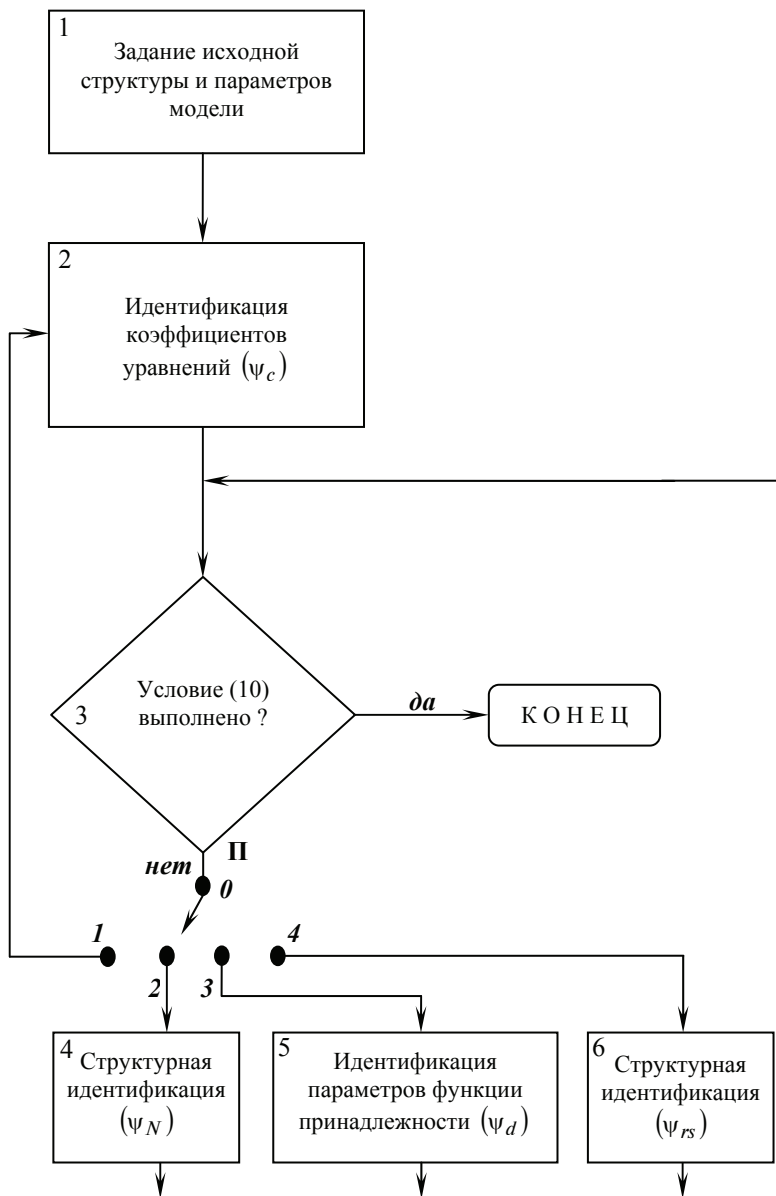 1
Задание исходной
структуры и параметров
модели
2
Идентификация
коэффициентов
уравнений (ψc)
3
Условие (10)
выполнено ?
да
К О Н Е Ц
нет
П
0
1
2
3
4
4
Структурная
идентификация
(ψN)
5
Идентификация
параметров функции
принадлежности (ψd)
6
Структурная
идентификация
(ψrs)